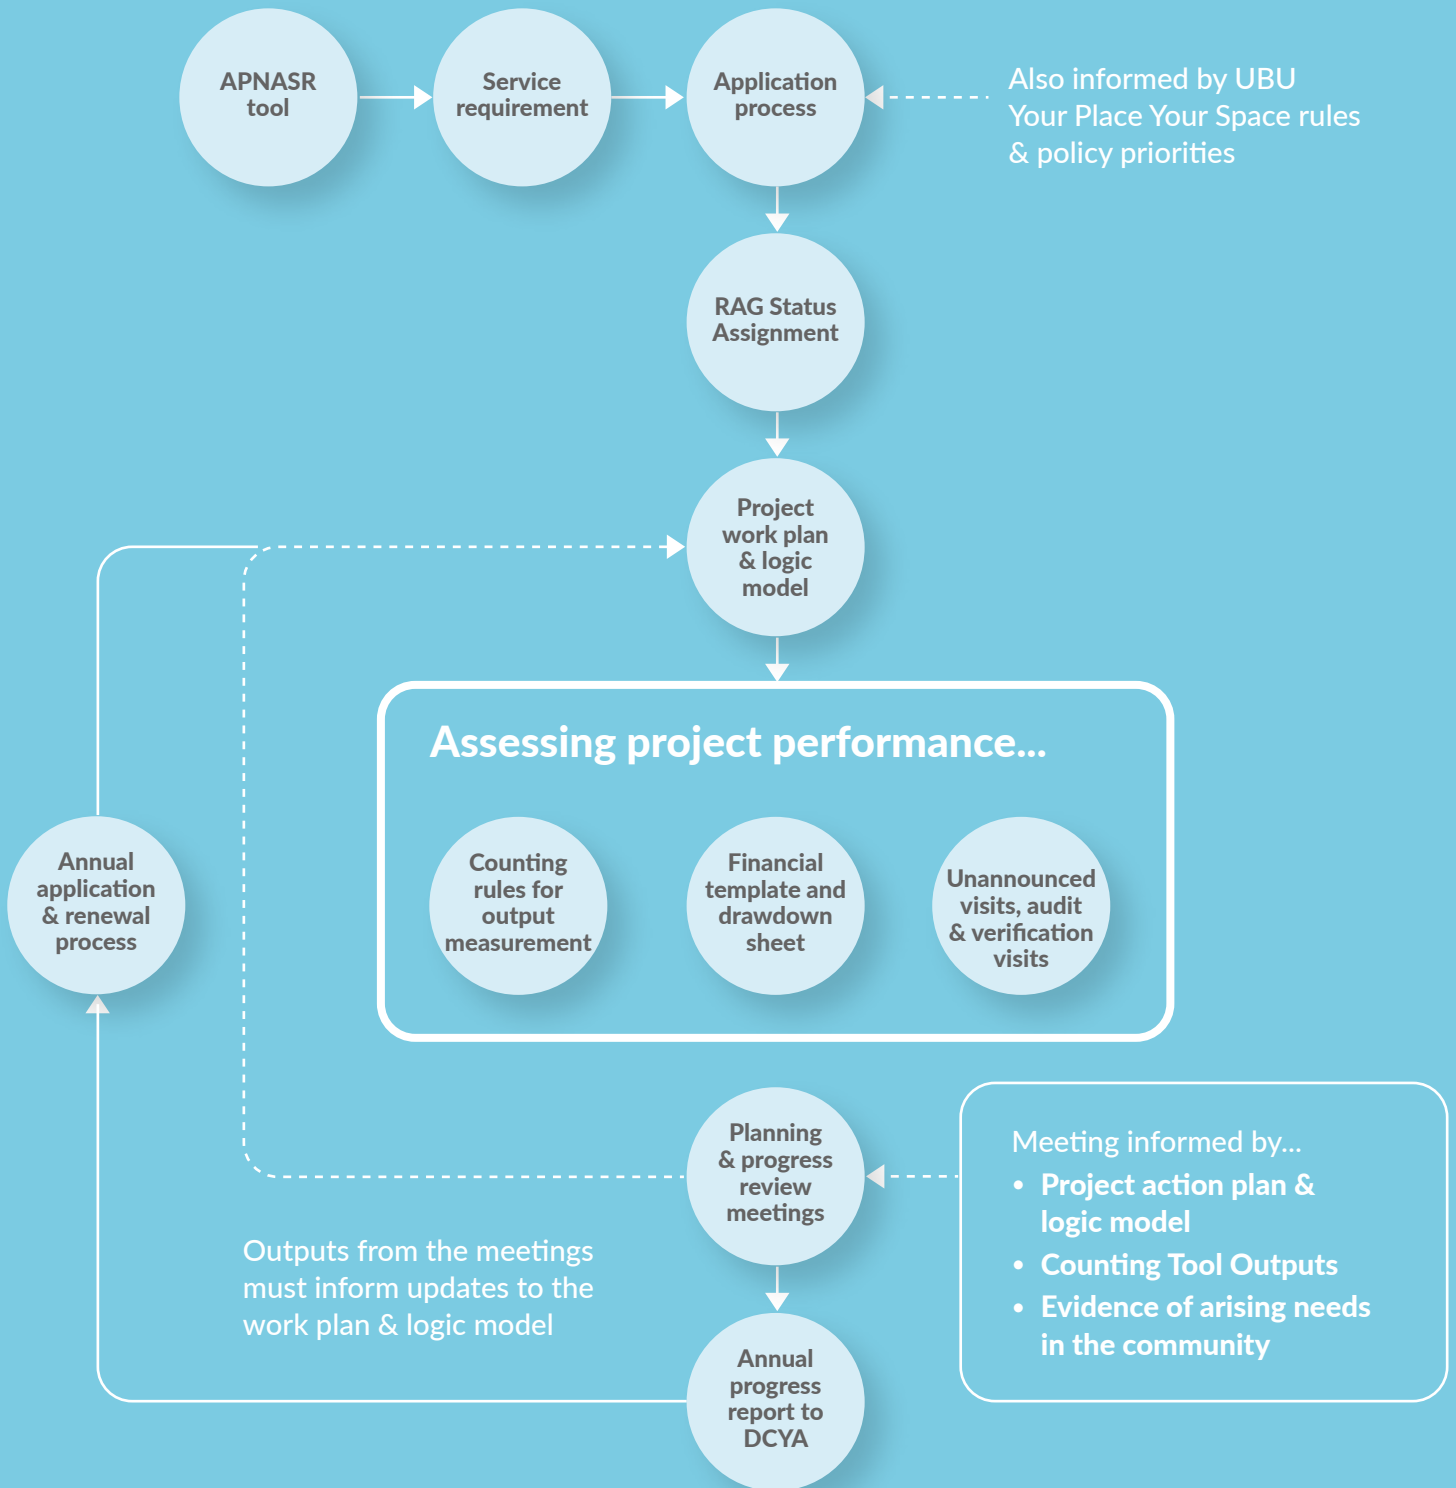 APNASR
tool
Service
requirement
Application
process
Also informed by UBU
Your Place Your Space rules
& policy priorities
RAG Status
Assignment
Project
work plan
& logic
model
Assessing project performance...
Counting
rules for
output
measurement
Financial
template and
drawdown
sheet
Unannounced
visits, audit
& verification
visits
Annual
application
& renewal
process
Planning
& progress
review
meetings
Meeting informed by...
• Project action plan &
logic model
• Counting Tool Outputs
• Evidence of arising needs
in the community
Outputs from the meetings
must inform updates to the
work plan & logic model
Annual
progress
report to
DCYA